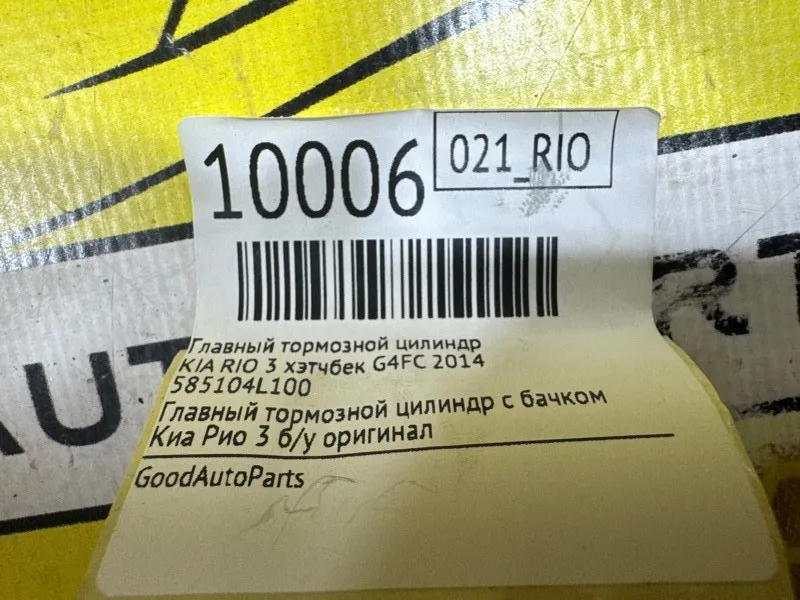 10006
021_RIO
Главный тормозной цилиндр
KIA RIO 3 хэтчбек G4FC 2014
585104L100
Главный тормозной цилиндр с бачком
Киа Рио 3 б/у оригинал
GoodAutoParts